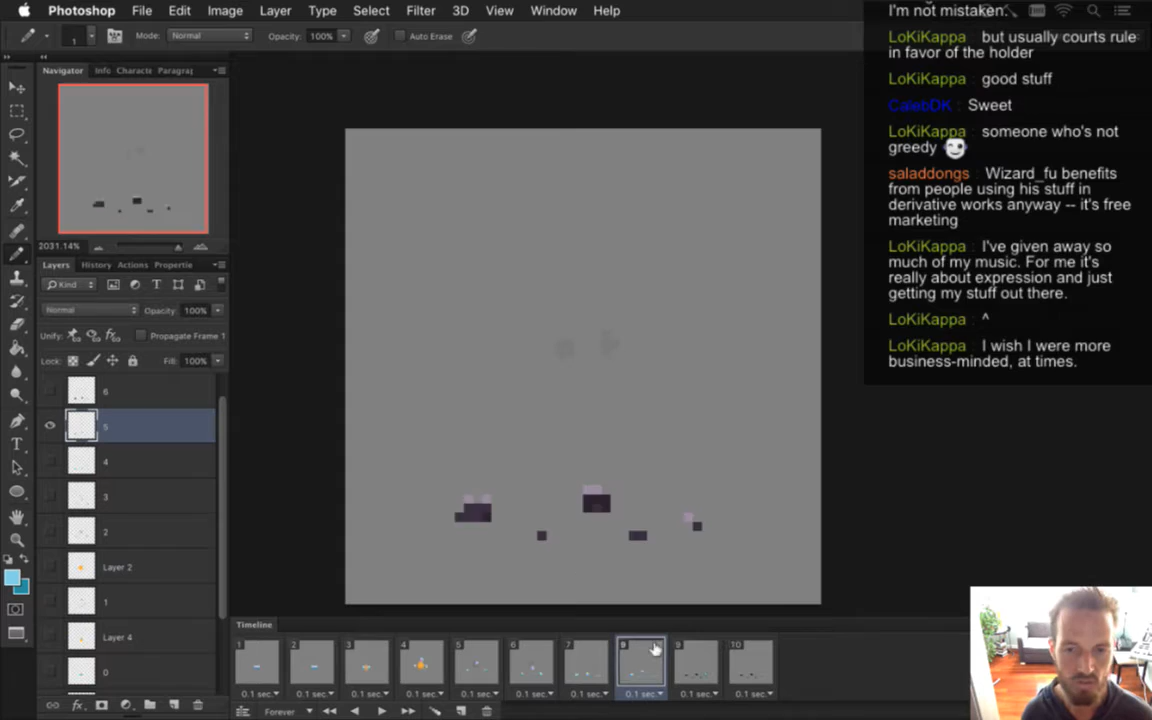 Photoshop File Edit Image Layer Type Select Filter 3D View Window Help
1 Mode: Normal Opacity: 100% Auto Erase
Navigator Info Characte Paragraj
2031.14%
Layers History Actions Propertie
Kind
Normal Opacity 100%
Unify: Propagate Frame 1
Lock: Fill: 100%
6
5
4
3
2
Layer 2
1
Layer 4
0
I'm not mistaken.
LoKiKappa : but usually courts rule
in favor of the holder
LoKiKappa : good stuff
CalebDK : Sweet
LoKiKappa : someone who's not
greedy
saladdongs : Wizard_fu benefits
from people using his stuff in
derivative works anyway -- it's free
marketing
LoKiKappa : I've given away so
much of my music. For me it's
really about expression and just
getting my stuff out there.
LoKiKappa : ^
LoKiKappa : I wish I were more
business-minded, at times.
Timeline
1 2 3 4 5 6 7 9 10
0.1 sec. 0.1 sec. 0.1 sec. 0.1 sec. 0.1 sec. 0.1 sec. 0.1 sec. 0.1 sec. 0.1 sec. 0.1 sec.
Forever